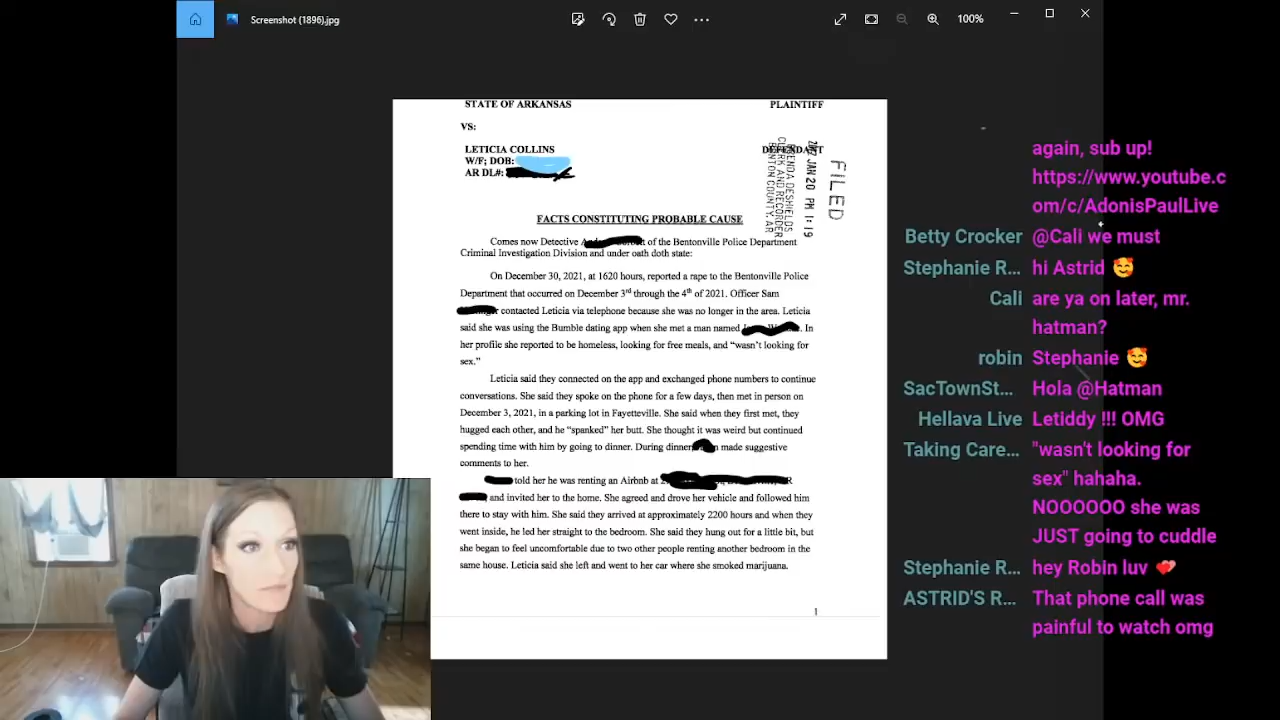 Screenshot (1896).jpg
100%
STATE OF ARKANSAS
PLAINTIFF
VS:
LETICIA COLLINS
DEFENDANT
W/F; DOB:
AR DL#:
FILED
2022 JAN 20 PM 1:19
BRENDA DESHIELDS
CLERK AND RECORDER
BENTON COUNTY, AR
FACTS CONSTITUTING PROBABLE CAUSE
Comes now Detective of the Bentonville Police Department
Criminal Investigation Division and under oath doth state:
On December 30, 2021, at 1620 hours, reported a rape to the Bentonville Police
Department that occurred on December 3rd through the 4th of 2021. Officer Sam
contacted Leticia via telephone because she was no longer in the area. Leticia
said she was using the Bumble dating app when she met a man named . In
her profile she reported to be homeless, looking for free meals, and “wasn’t looking for
sex.”
Leticia said they connected on the app and exchanged phone numbers to continue
conversations. She said they spoke on the phone for a few days, then met in person on
December 3, 2021, in a parking lot in Fayetteville. She said when they first met, they
hugged each other, and he “spanked” her butt. She thought it was weird but continued
spending time with him by going to dinner. During dinner, made suggestive
comments to her.
told her he was renting an Airbnb at
and invited her to the home. She agreed and drove her vehicle and followed him
there to stay with him. She said they arrived at approximately 2200 hours and when they
went inside, he led her straight to the bedroom. She said they hung out for a little bit, but
she began to feel uncomfortable due to two other people renting another bedroom in the
same house. Leticia said she left and went to her car where she smoked marijuana.
1
again, sub up!
https://www.youtube.c
om/c/AdonisPaulLive
Betty Crocker @Cali we must
Stephanie R... hi Astrid 🥰
Cali are ya on later, mr.
hatman?
robin Stephanie 🥰
SacTownSt... Hola @Hatman
Hellava Live Letiddy !!! OMG
Taking Care... "wasn't looking for
sex" hahaha.
NOOOOOO she was
JUST going to cuddle
Stephanie R... hey Robin luv 💕
ASTRID'S R... That phone call was
painful to watch omg